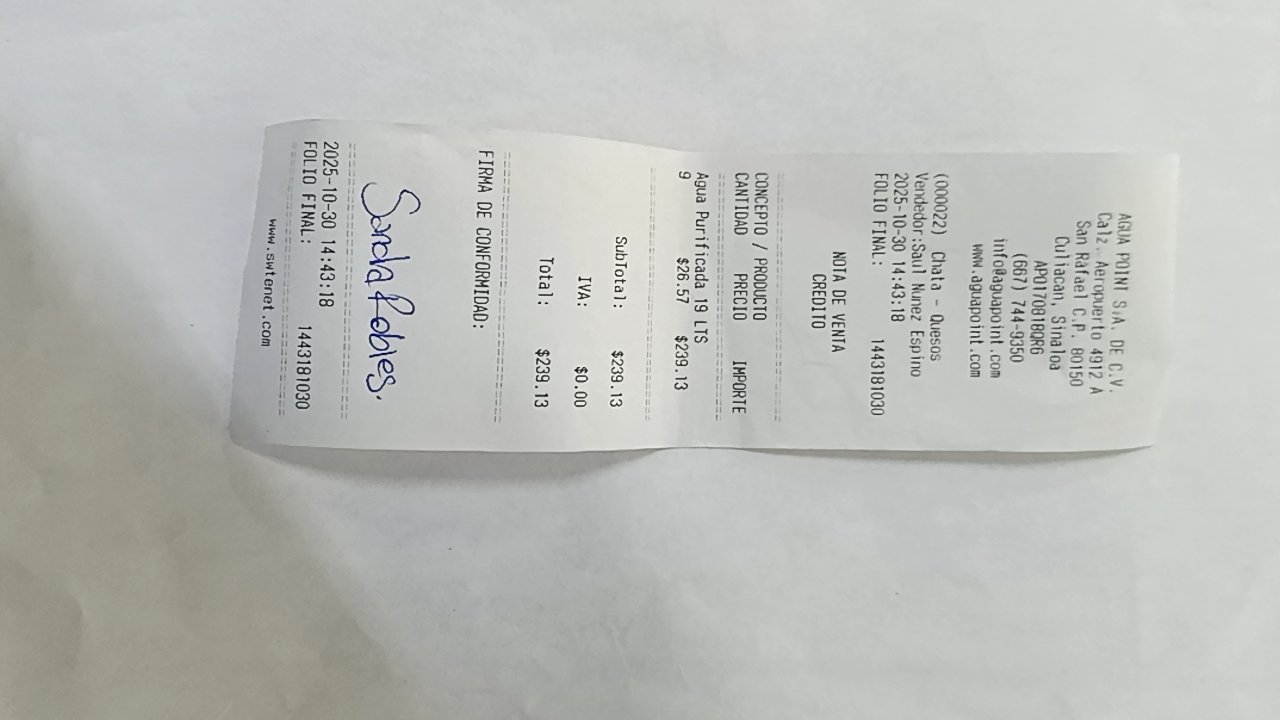 AGUA POINT S.A. DE C.V.
Calz. Aeropuerto 4912 A
San Rafael C.P. 80150
Culiacan, Sinaloa
APO170818QR6
(667) 744-9350
info@aguapoint.com
www.aguapoint.com
(000022) Chata - Quesos
Vendedor:Saul Nunez Espino
2025-10-30 14:43:18
FOLIO FINAL: 1443181030
NOTA DE VENTA
CREDITO
CONCEPTO / PRODUCTO
CANTIDAD PRECIO IMPORTE
Agua Purificada 19 LTS
9 $26.57 $239.13
SubTotal: $239.13
IVA: $0.00
Total: $239.13
FIRMA DE CONFORMIDAD:
Sanda Robles.
2025-10-30 14:43:18
FOLIO FINAL: 1443181030
www.swtenet.com